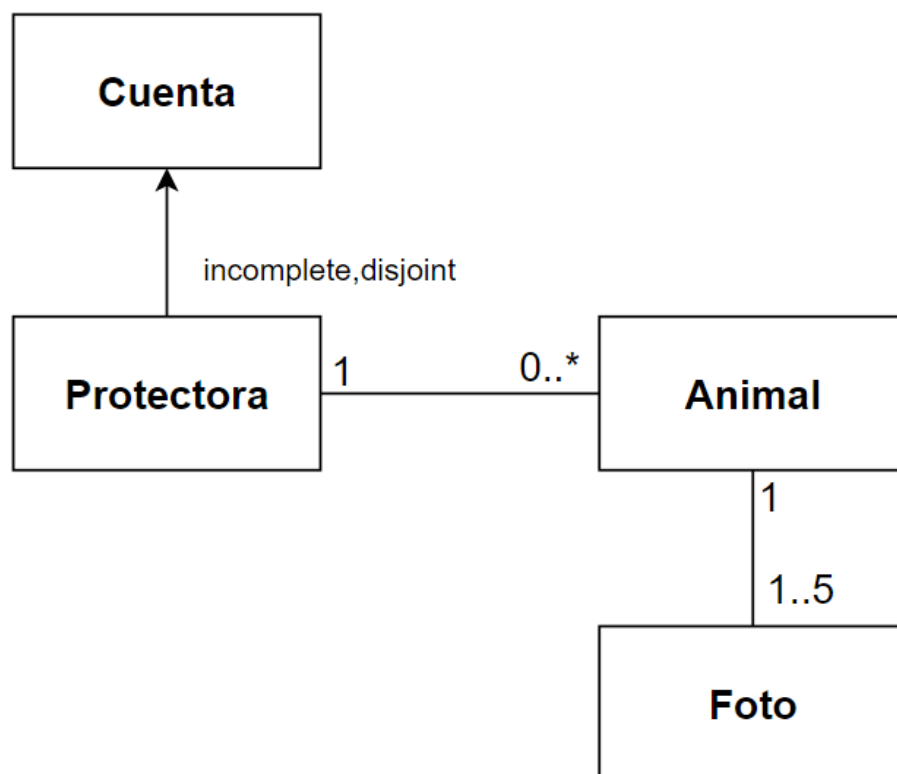 Cuenta
incomplete,disjoint
Protectora
1
0..*
Animal
1
1..5
Foto